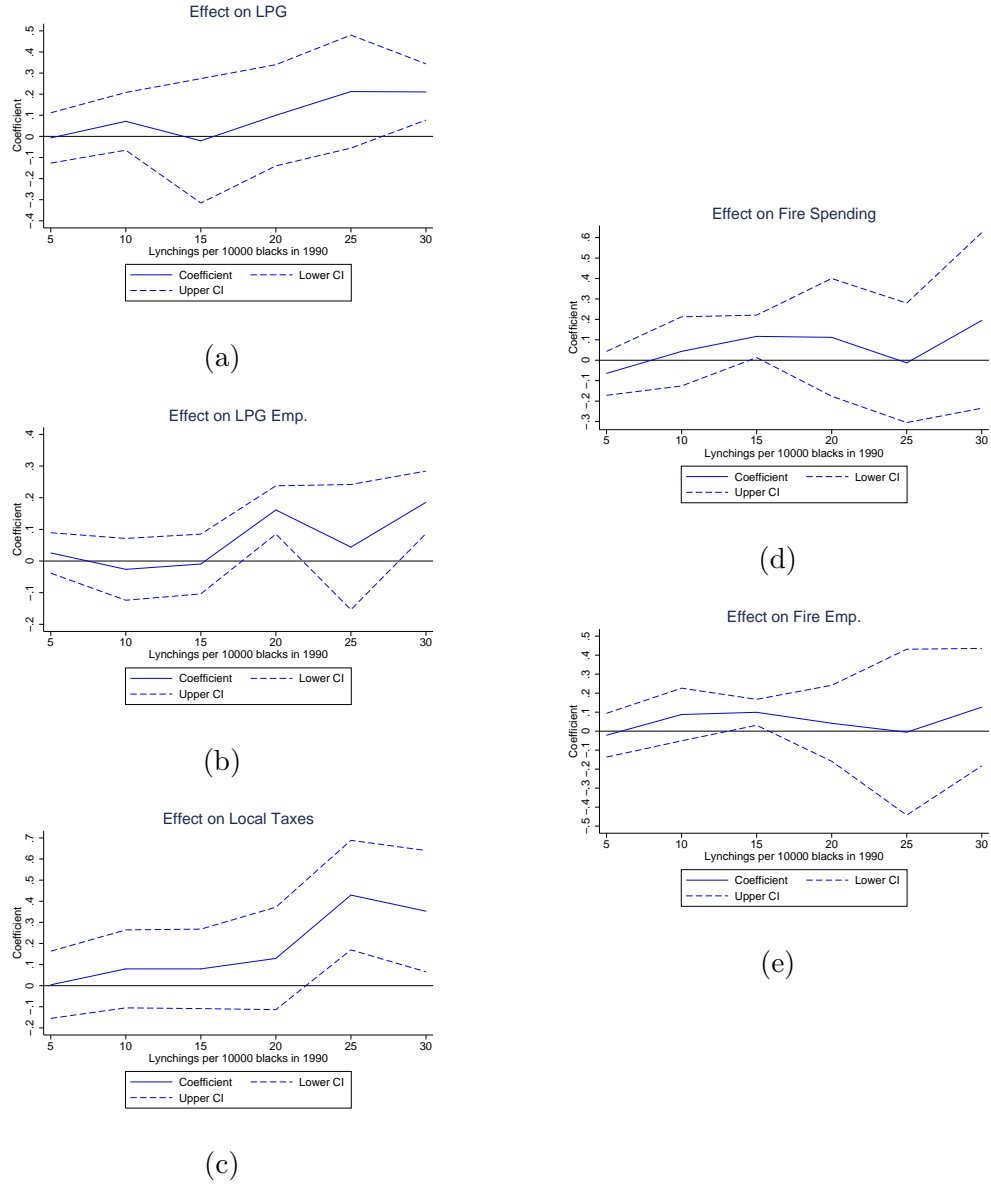 Effect on LPG
Coefficient
-.4 -.3 -.2 -.1 0 .1 .2 .3 .4 .5
5 10 15 20 25 30
Lynchings per 10000 blacks in 1990
Coefficient Lower CI
Upper CI
(a)
Effect on LPG Emp.
Coefficient
-.2 -.1 0 .1 .2 .3 .4
5 10 15 20 25 30
Lynchings per 10000 blacks in 1990
Coefficient Lower CI
Upper CI
(b)
Effect on Local Taxes
Coefficient
-.2 -.1 0 .1 .2 .3 .4 .5 .6 .7
5 10 15 20 25 30
Lynchings per 10000 blacks in 1990
Coefficient Lower CI
Upper CI
(c)
Effect on Fire Spending
Coefficient
-.3 -.2 -.1 0 .1 .2 .3 .4 .5 .6
5 10 15 20 25 30
Lynchings per 10000 blacks in 1990
Coefficient Lower CI
Upper CI
(d)
Effect on Fire Emp.
Coefficient
-.5 -.4 -.3 -.2 -.1 0 .1 .2 .3 .4 .5
5 10 15 20 25 30
Lynchings per 10000 blacks in 1990
Coefficient Lower CI
Upper CI
(e)